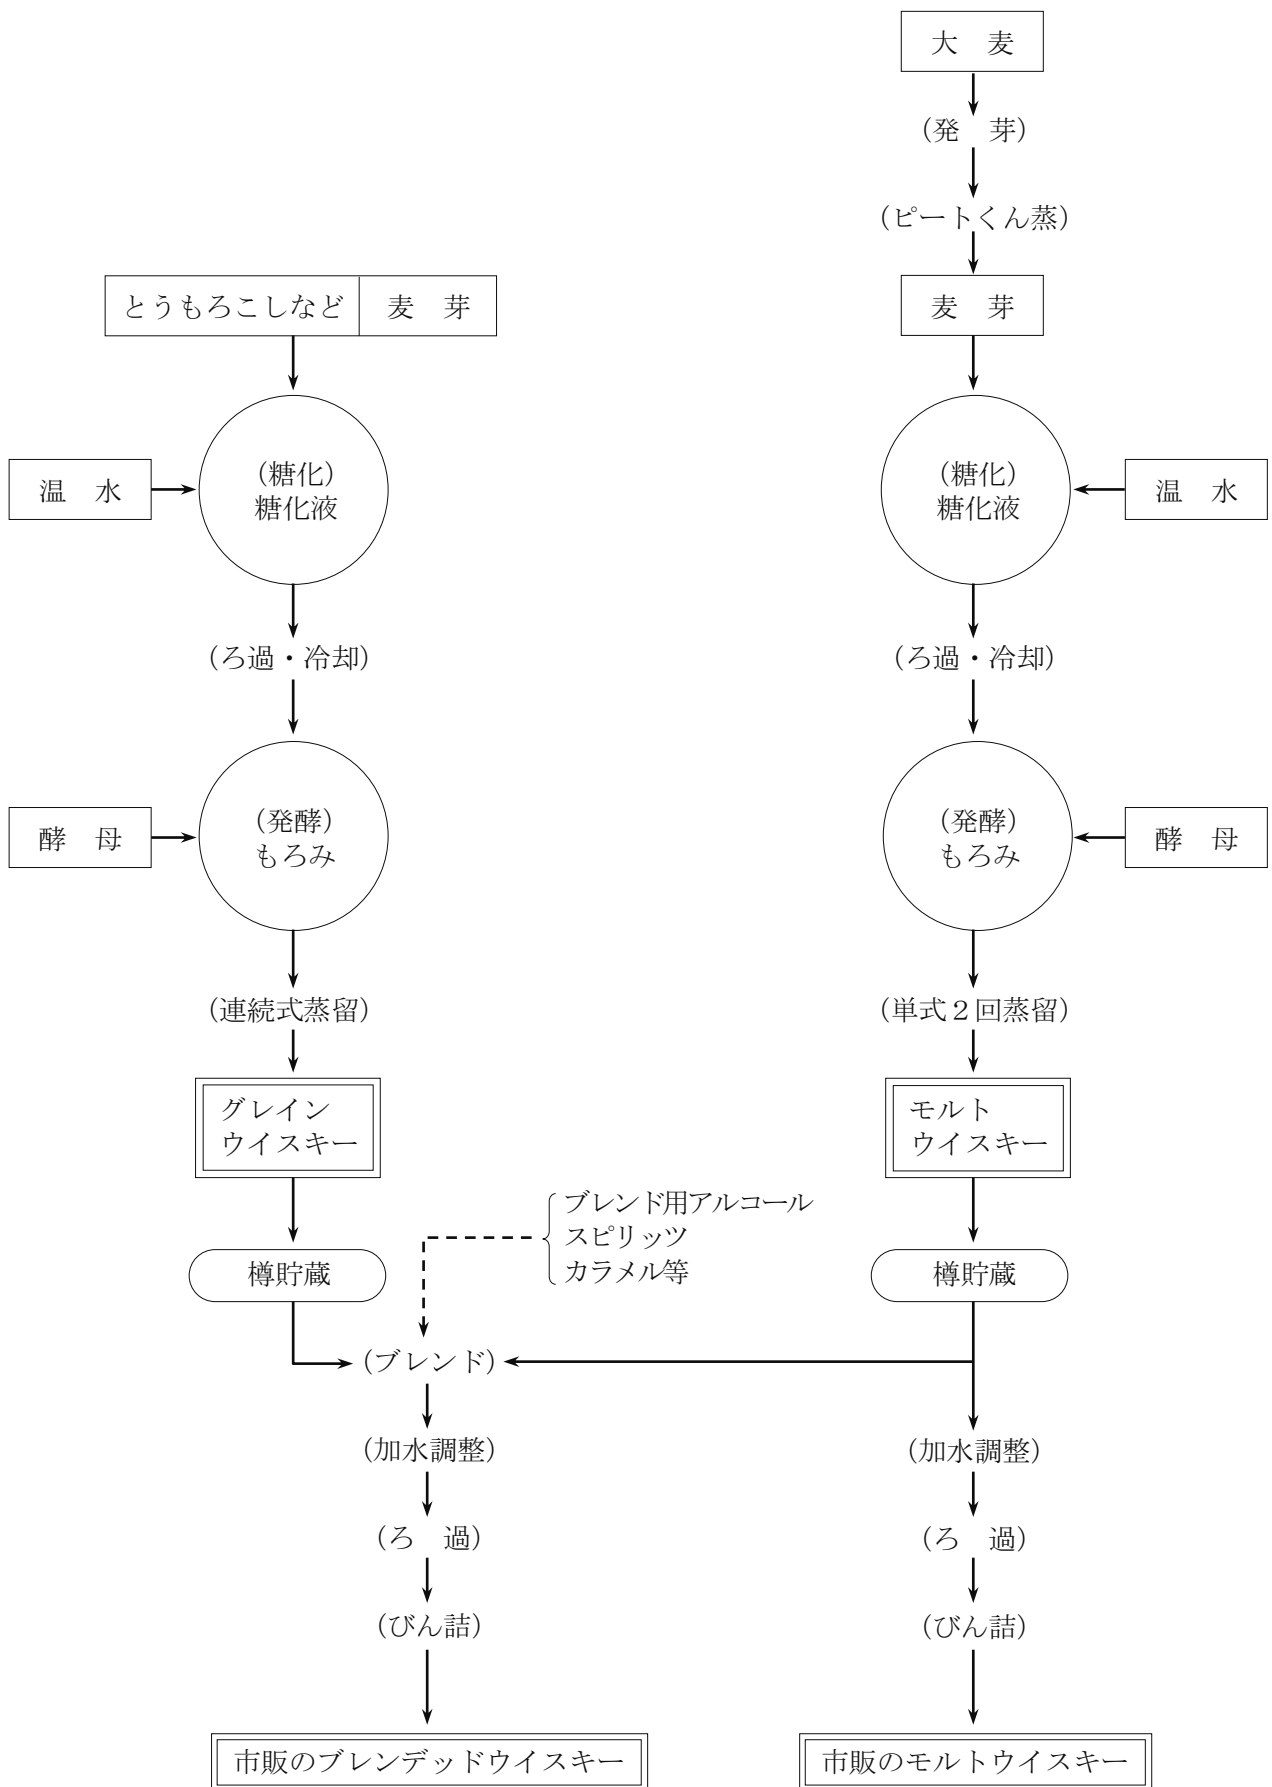 大　麦
(発　芽)
(ピートくん蒸)
とうもろこしなど
麦　芽
麦　芽
温　水
(糖化)
糖化液
(糖化)
糖化液
温　水
(ろ過・冷却)
(ろ過・冷却)
酵　母
(発酵)
もろみ
(発酵)
もろみ
酵　母
(連続式蒸留)
(単式２回蒸留)
グレイン
ウイスキー
モルト
ウイスキー
ブレンド用アルコール
スピリッツ
カラメル等
樽貯蔵
樽貯蔵
(ブレンド)
(加水調整)
(加水調整)
(ろ　過)
(ろ　過)
(びん詰)
(びん詰)
市販のブレンデッドウイスキー
市販のモルトウイスキー